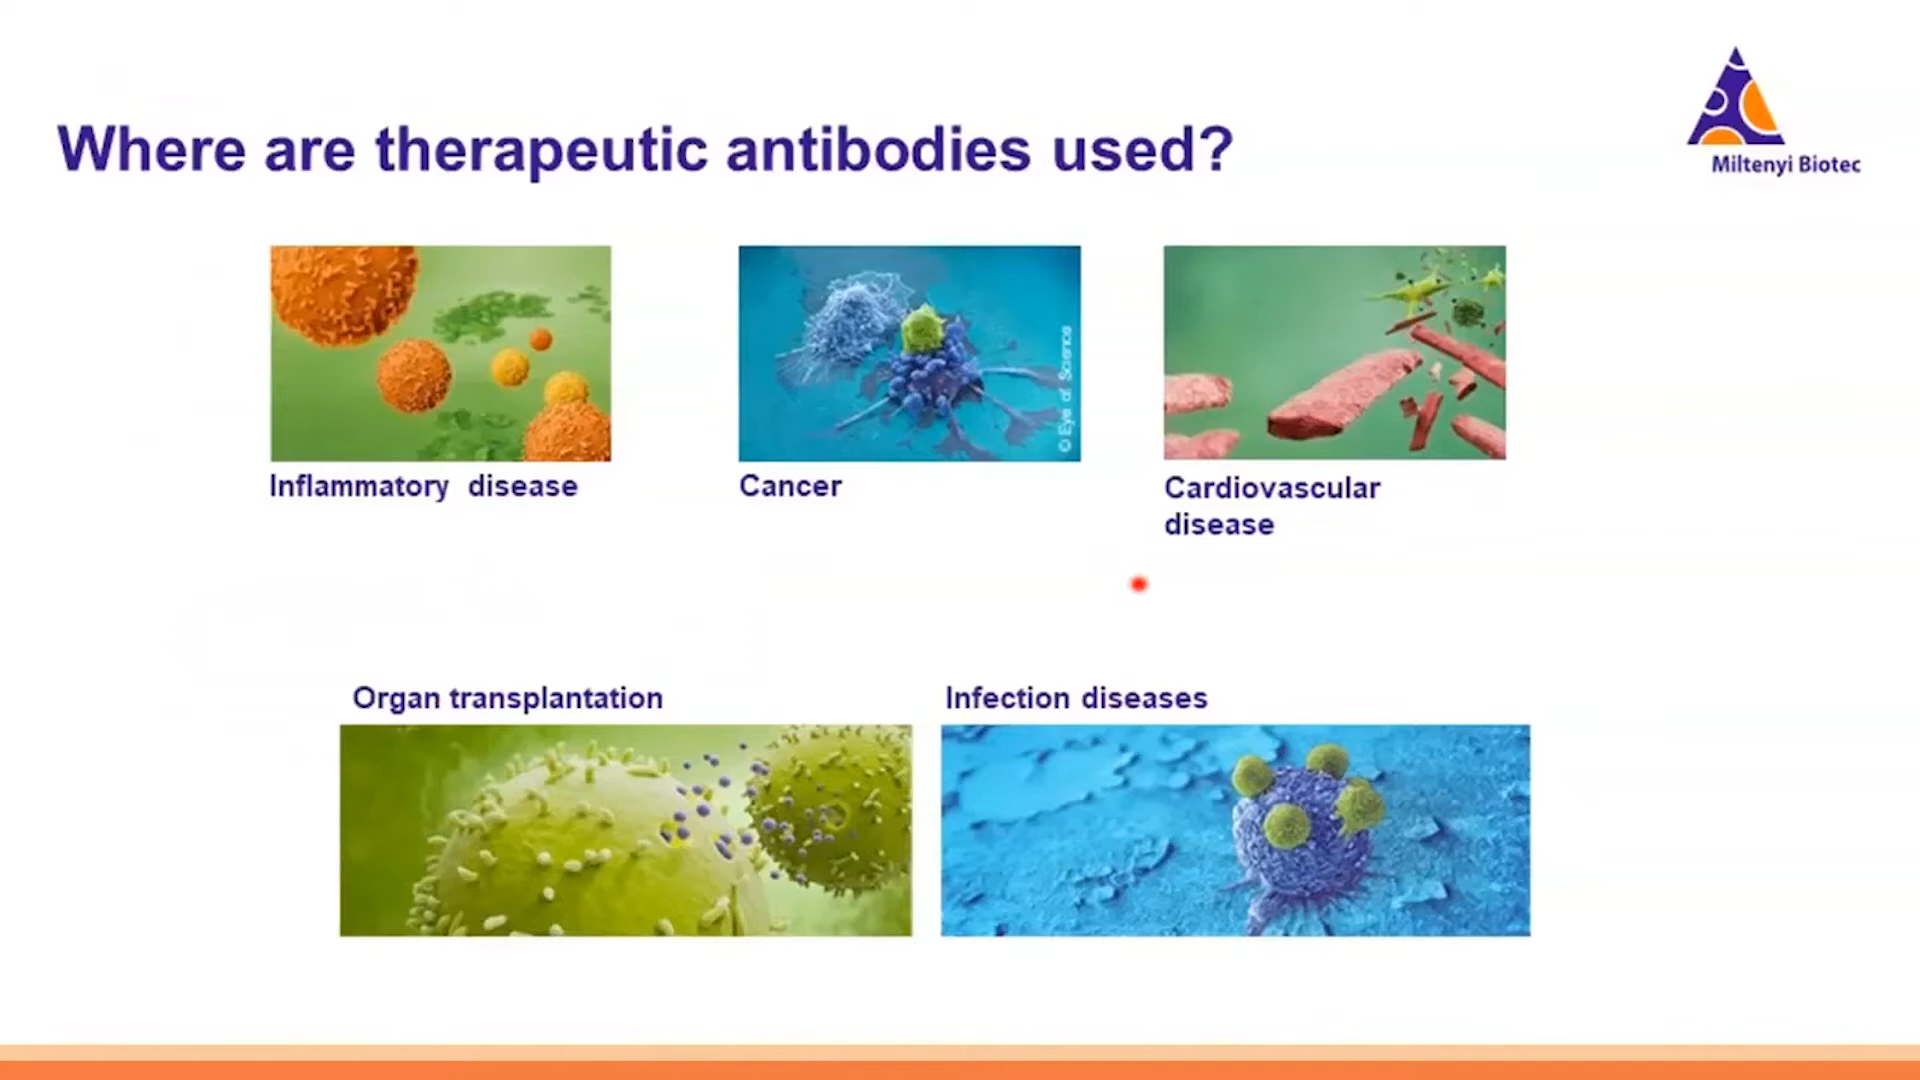 Where are therapeutic antibodies used?
Miltenyi Biotec
© Eye of Science
Inflammatory disease
Cancer
Cardiovascular
disease
Organ transplantation
Infection diseases